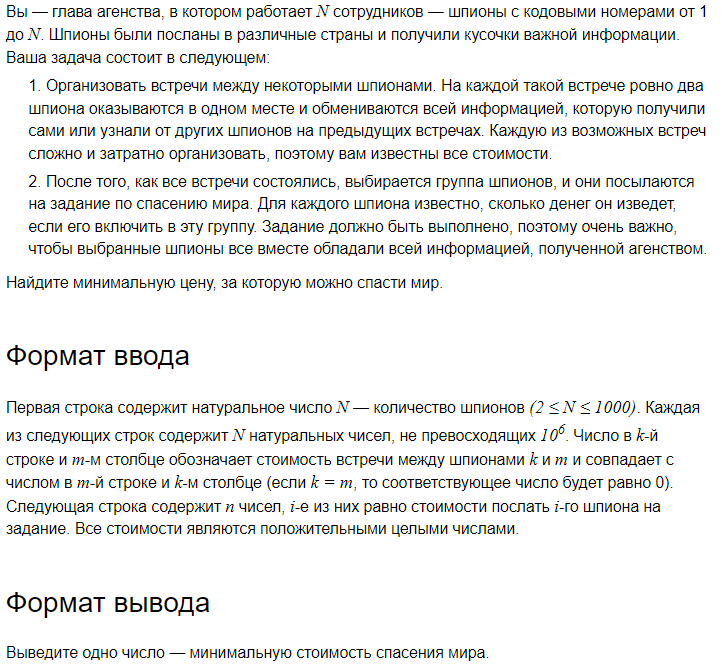 Вы — глава агенства, в котором работает N сотрудников — шпионы с кодовыми номерами от 1
до N. Шпионы были посланы в различные страны и получили кусочки важной информации.
Ваша задача состоит в следующем:
1. Организовать встречи между некоторыми шпионами. На каждой такой встрече ровно два
шпиона оказываются в одном месте и обмениваются всей информацией, которую получили
сами или узнали от других шпионов на предыдущих встречах. Каждую из возможных встреч
сложно и затратно организовать, поэтому вам известны все стоимости.
2. После того, как все встречи состоялись, выбирается группа шпионов, и они посылаются
на задание по спасению мира. Для каждого шпиона известно, сколько денег он изведет,
если его включить в эту группу. Задание должно быть выполнено, поэтому очень важно,
чтобы выбранные шпионы все вместе обладали всей информацией, полученной агенством.
Найдите минимальную цену, за которую можно спасти мир.
Формат ввода
Первая строка содержит натуральное число N — количество шпионов (2 ≤ N ≤ 1000). Каждая
из следующих строк содержит N натуральных чисел, не превосходящих 10⁶. Число в k-й
строке и m-м столбце обозначает стоимость встречи между шпионами k и m и совпадает с
числом в m-й строке и k-м столбце (если k = m, то соответствующее число будет равно 0).
Следующая строка содержит n чисел, i-е из них равно стоимости послать i-го шпиона на
задание. Все стоимости являются положительными целыми числами.
Формат вывода
Выведите одно число — минимальную стоимость спасения мира.